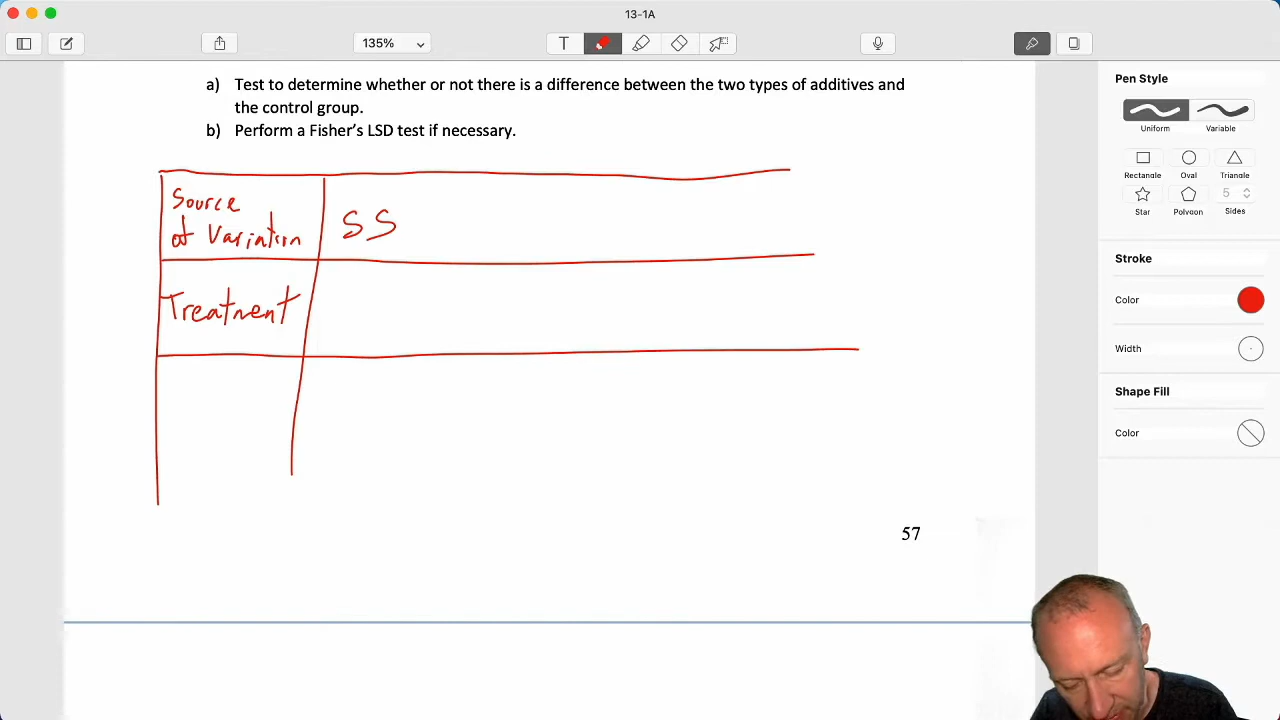 13-1A
135%
T
Pen Style
Uniform
Variable
Rectangle
Oval
Triangle
5
Star
Polygon
Sides
Stroke
Color
Width
Shape Fill
Color
a) Test to determine whether or not there is a difference between the two types of additives and
the control group.
b) Perform a Fisher's LSD test if necessary.
Source
of Variation
SS
Treatment
57